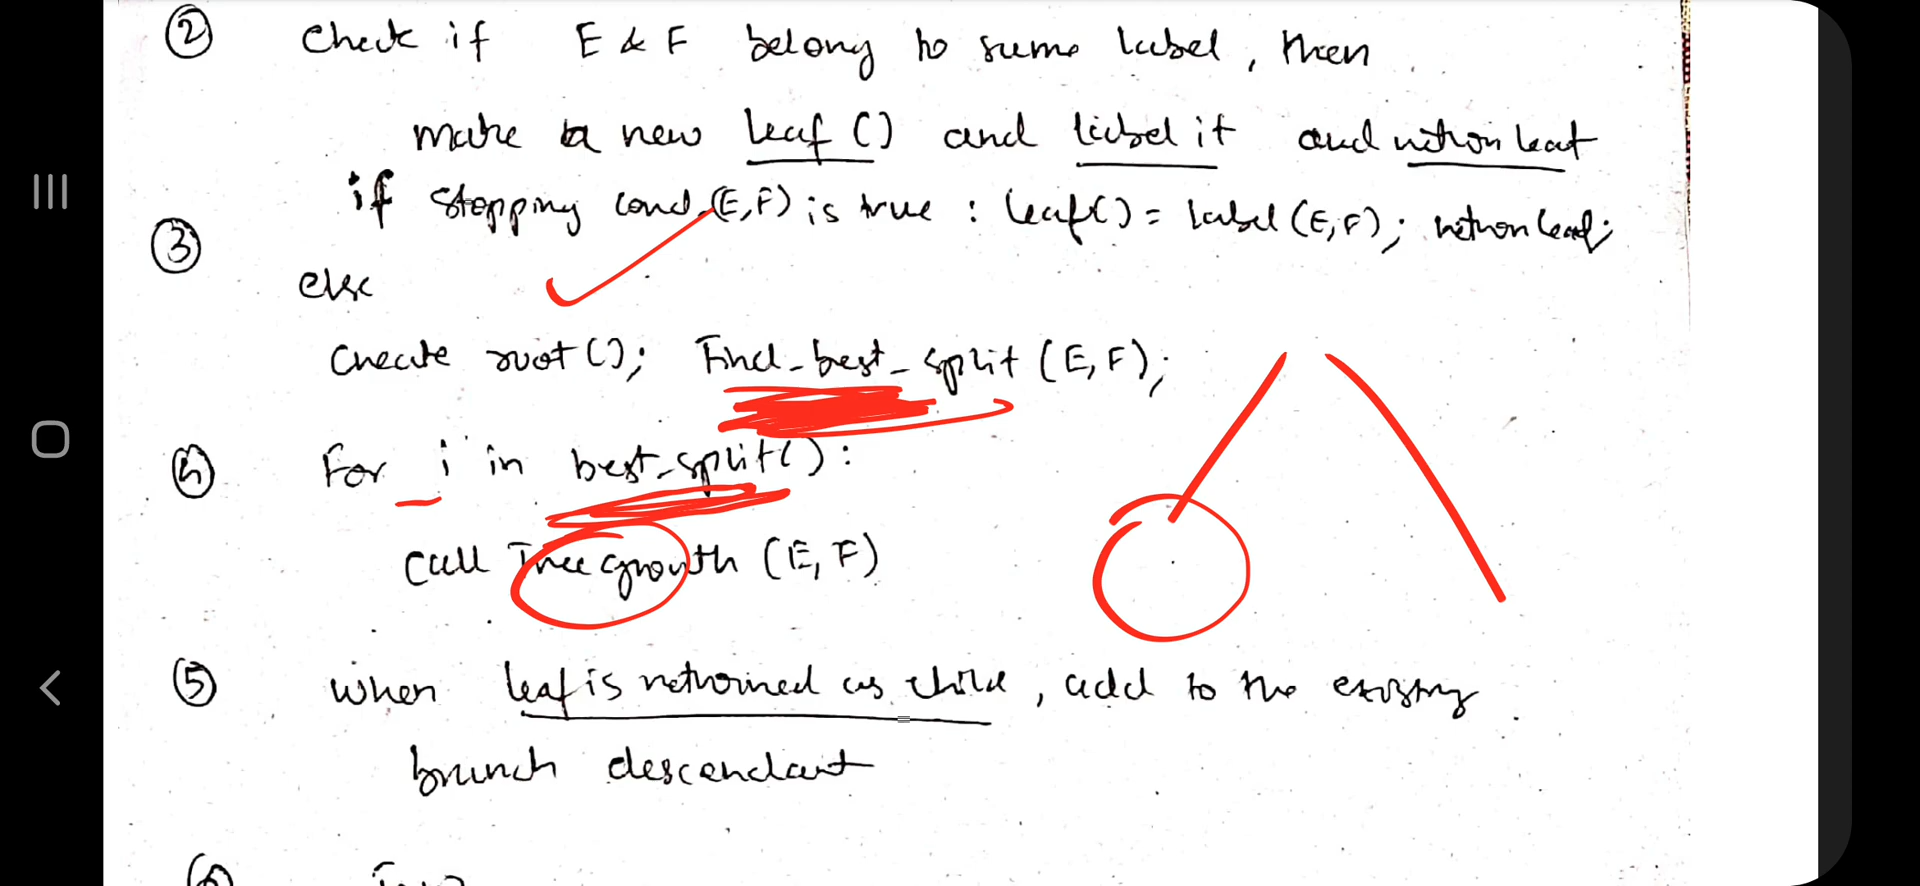 ② Check if E & F belong to same label, then
make a new leaf () and label it and return leaf
if stopping cond. (E, F) is true : leaf() = label (E, F); return leaf;
③
else
Create root(); Find_best_split (E, F);
④ For i in best_split() :
Call Treegrowth (E, F)
⑤ when leaf is returned as child, add to the existing
branch descendant
⑥